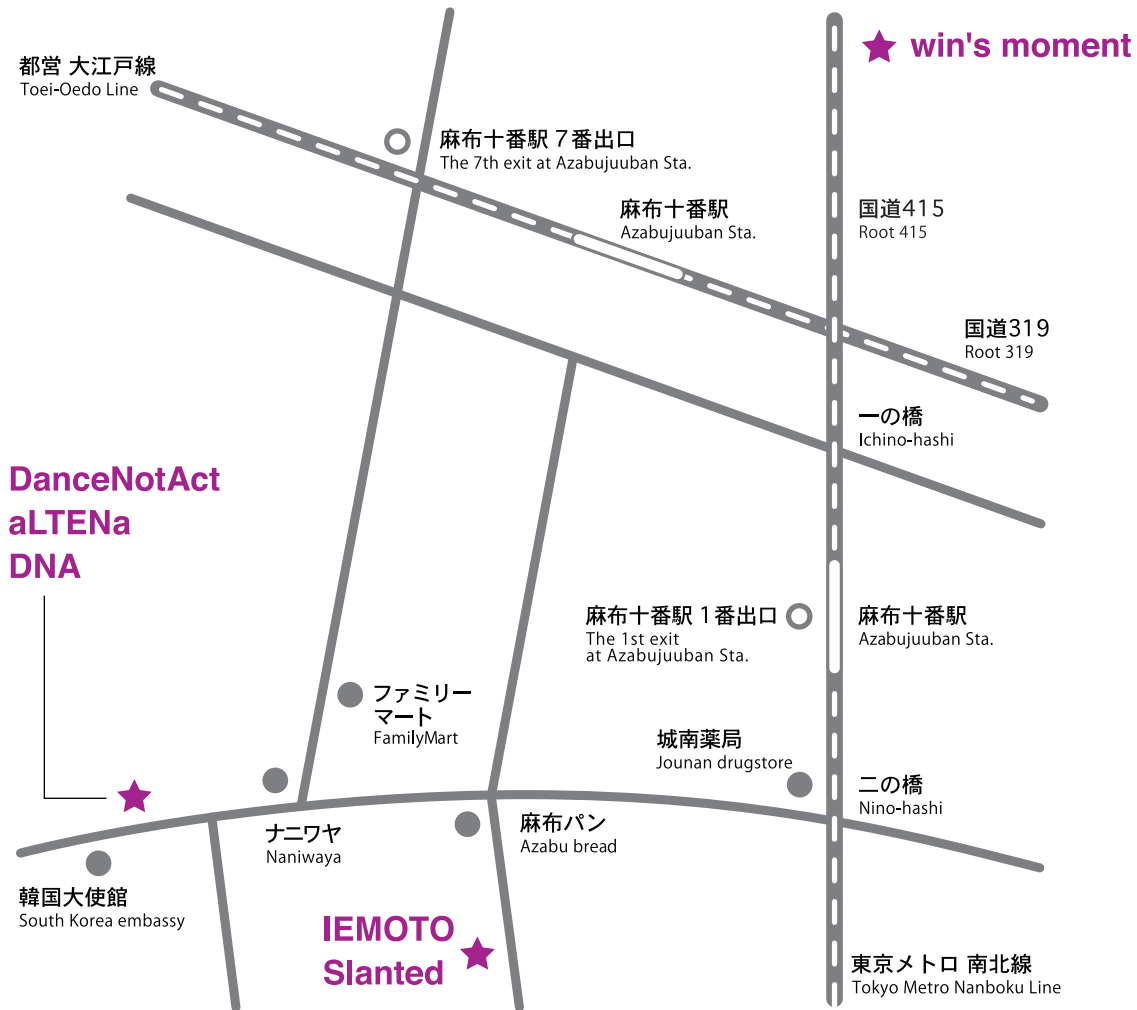 win's moment
都営 大江戸線
Toei-Oedo Line
麻布十番駅 7番出口
The 7th exit at Azabujuuban Sta.
麻布十番駅
Azabujuuban Sta.
国道415
Root 415
国道319
Root 319
一の橋
Ichino-hashi
DanceNotAct
aLTENa
DNA
麻布十番駅 1番出口
The 1st exit
at Azabujuuban Sta.
麻布十番駅
Azabujuuban Sta.
ファミリー
マート
FamilyMart
城南薬局
Jounan drugstore
二の橋
Nino-hashi
ナニワヤ
Naniwaya
麻布パン
Azabu bread
韓国大使館
South Korea embassy
IEMOTO
Slanted
東京メトロ 南北線
Tokyo Metro Nanboku Line